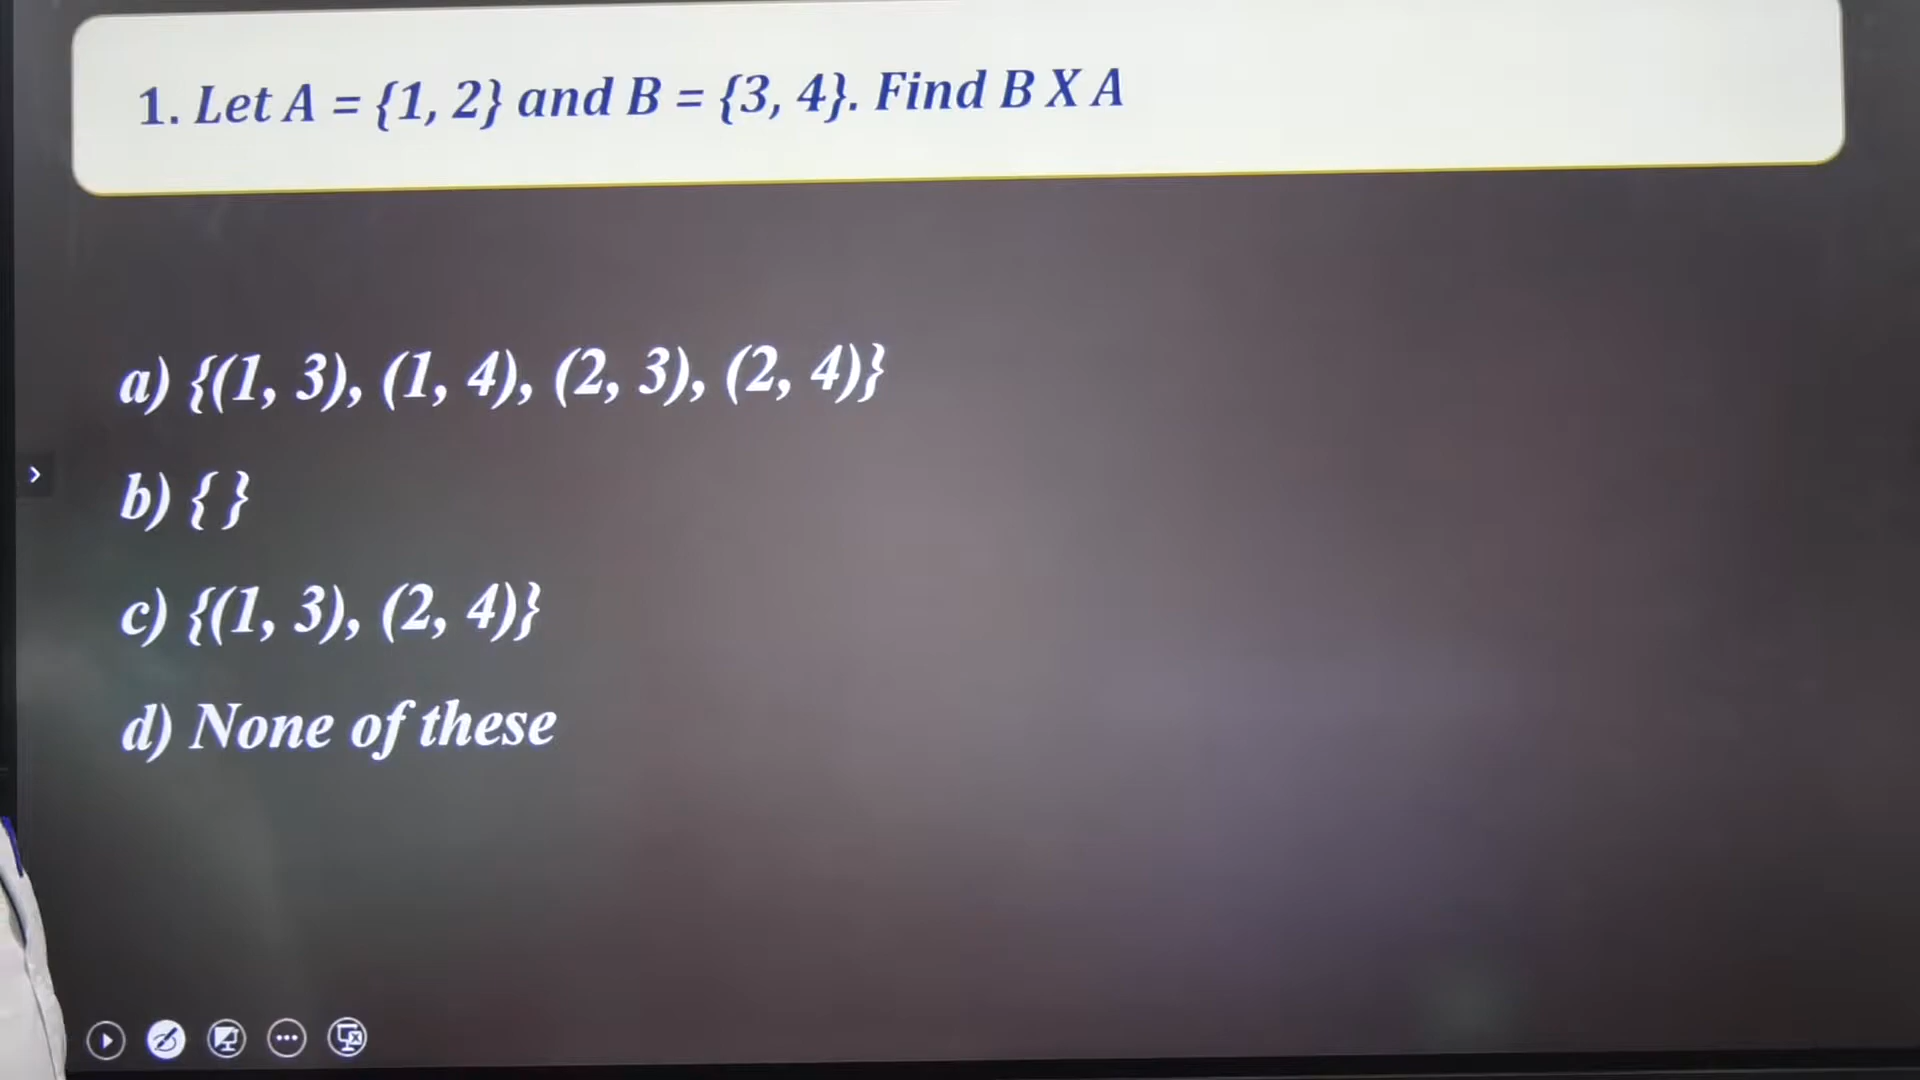 1. Let A = {1, 2} and B = {3, 4}. Find B X A
a) {(1, 3), (1, 4), (2, 3), (2, 4)}
b) { }
c) {(1, 3), (2, 4)}
d) None of these